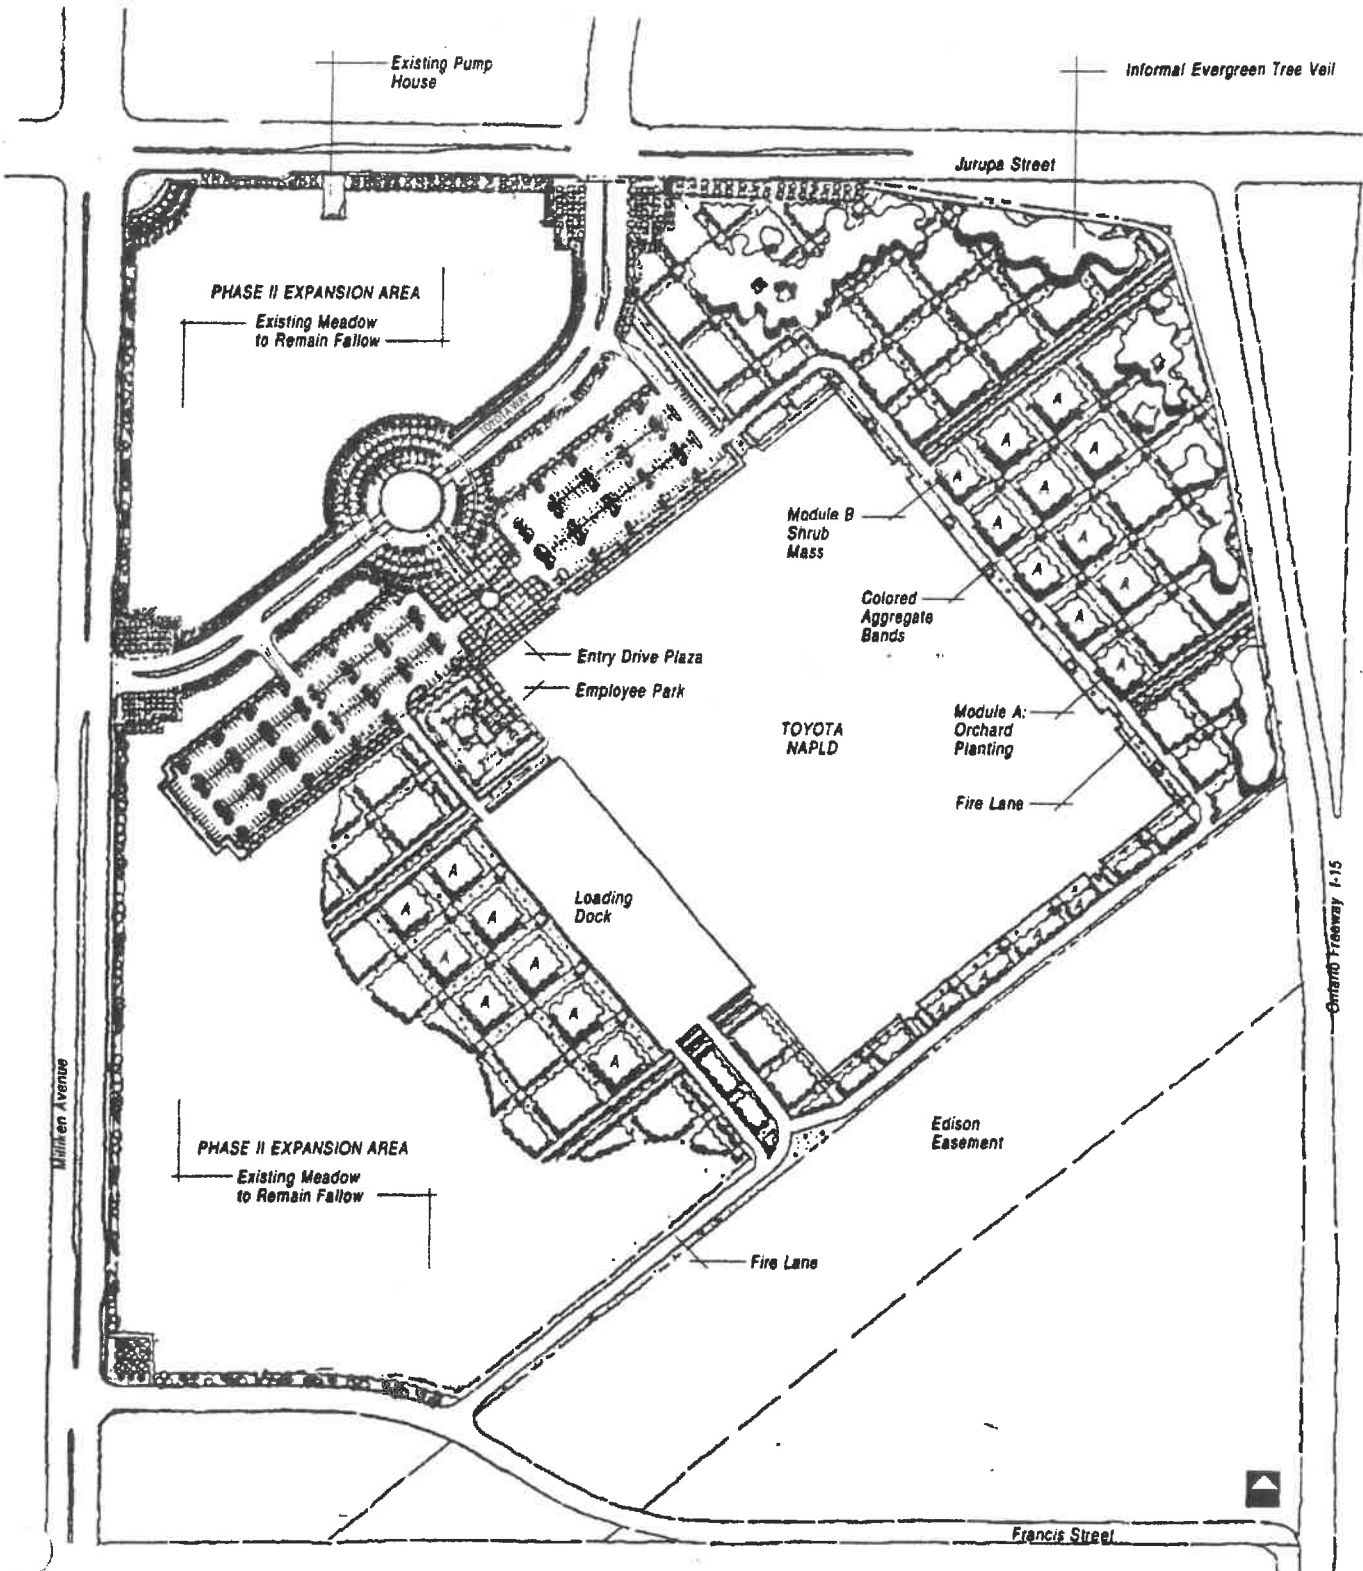 Existing Pump
House
Informal Evergreen Tree Veil
Jurupa Street
PHASE II EXPANSION AREA
Existing Meadow
to Remain Fallow
TOYOTA WAY
A
A
A
A
A
A
A
A
A
A
A
Module B
Shrub
Mass
Colored
Aggregate
Bands
Entry Drive Plaza
Employee Park
TOYOTA
NAPLD
Module A:
Orchard
Planting
Fire Lane
Loading
Dock
A
A
A
A
A
A
A
A
A
A
A
A
Ontario Freeway I-15
Milliken Avenue
Edison
Easement
PHASE II EXPANSION AREA
Existing Meadow
to Remain Fallow
Fire Lane
Francis Street